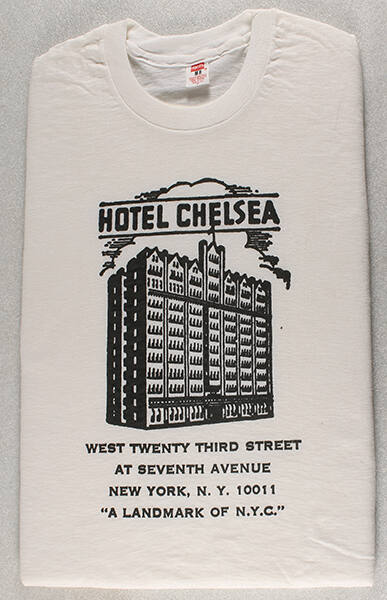 HOTEL CHELSEA
WEST TWENTY THIRD STREET
AT SEVENTH AVENUE
NEW YORK, N. Y. 10011
“A LANDMARK OF N.Y.C.”